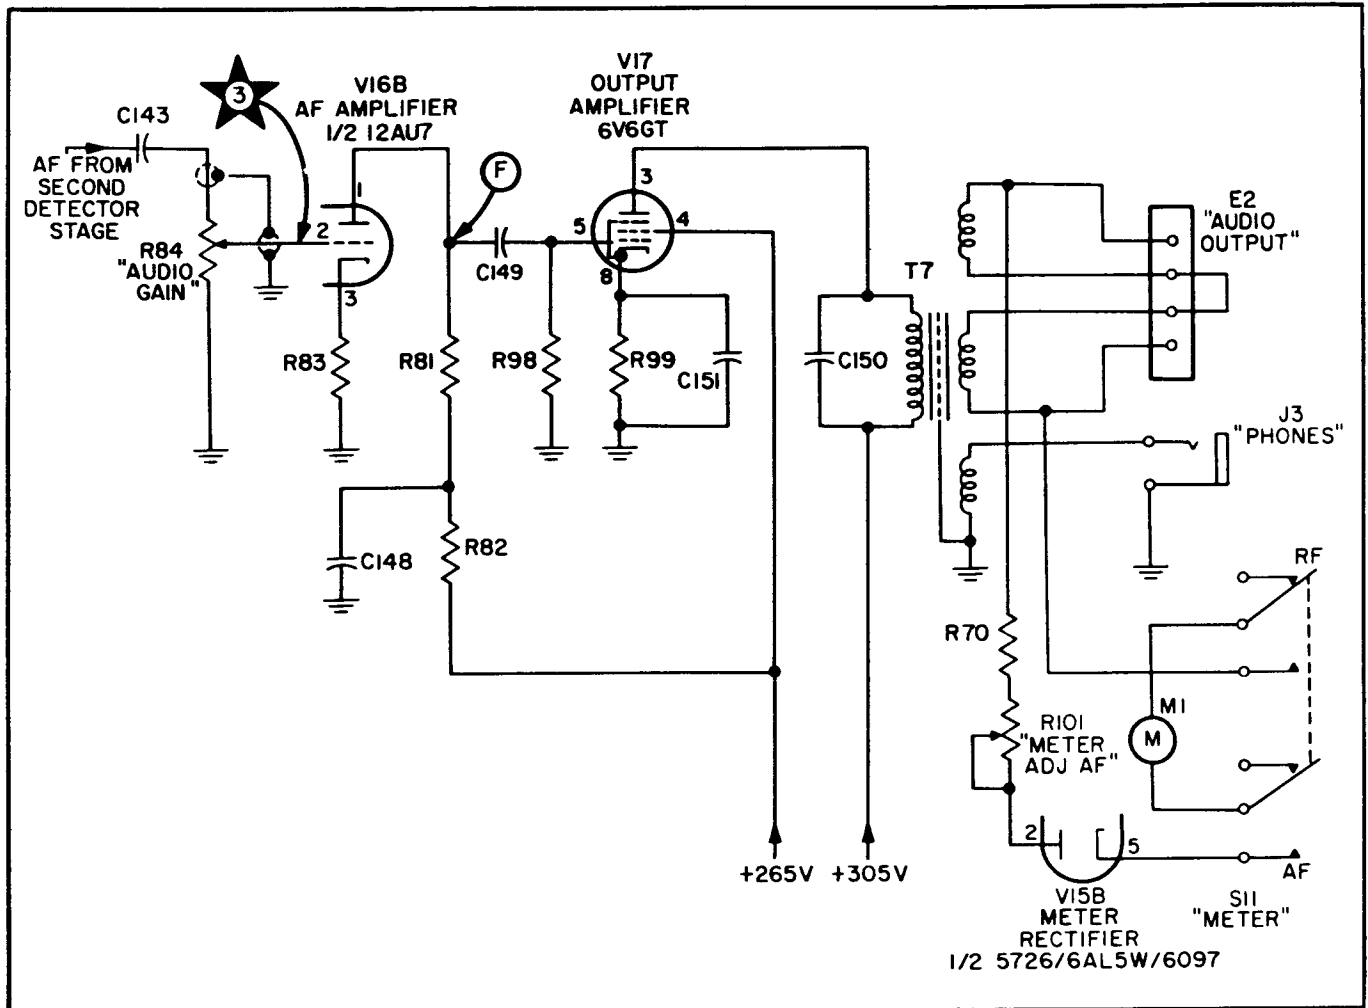 3
C143
AF FROM
SECOND
DETECTOR
STAGE
R84
"AUDIO
GAIN"
V16B
AF AMPLIFIER
1/2 12AU7
1
2
3
F
V17
OUTPUT
AMPLIFIER
6V6GT
3
4
5
8
C149
R83
R81
R98
R99
C151
C150
T7
E2
"AUDIO
OUTPUT"
J3
"PHONES"
C148
R82
R70
RF
R101
"METER
ADJ AF"
M1
M
2
5
+265V
+305V
V15B
METER
RECTIFIER
1/2 5726/6AL5W/6097
AF
S11
"METER"